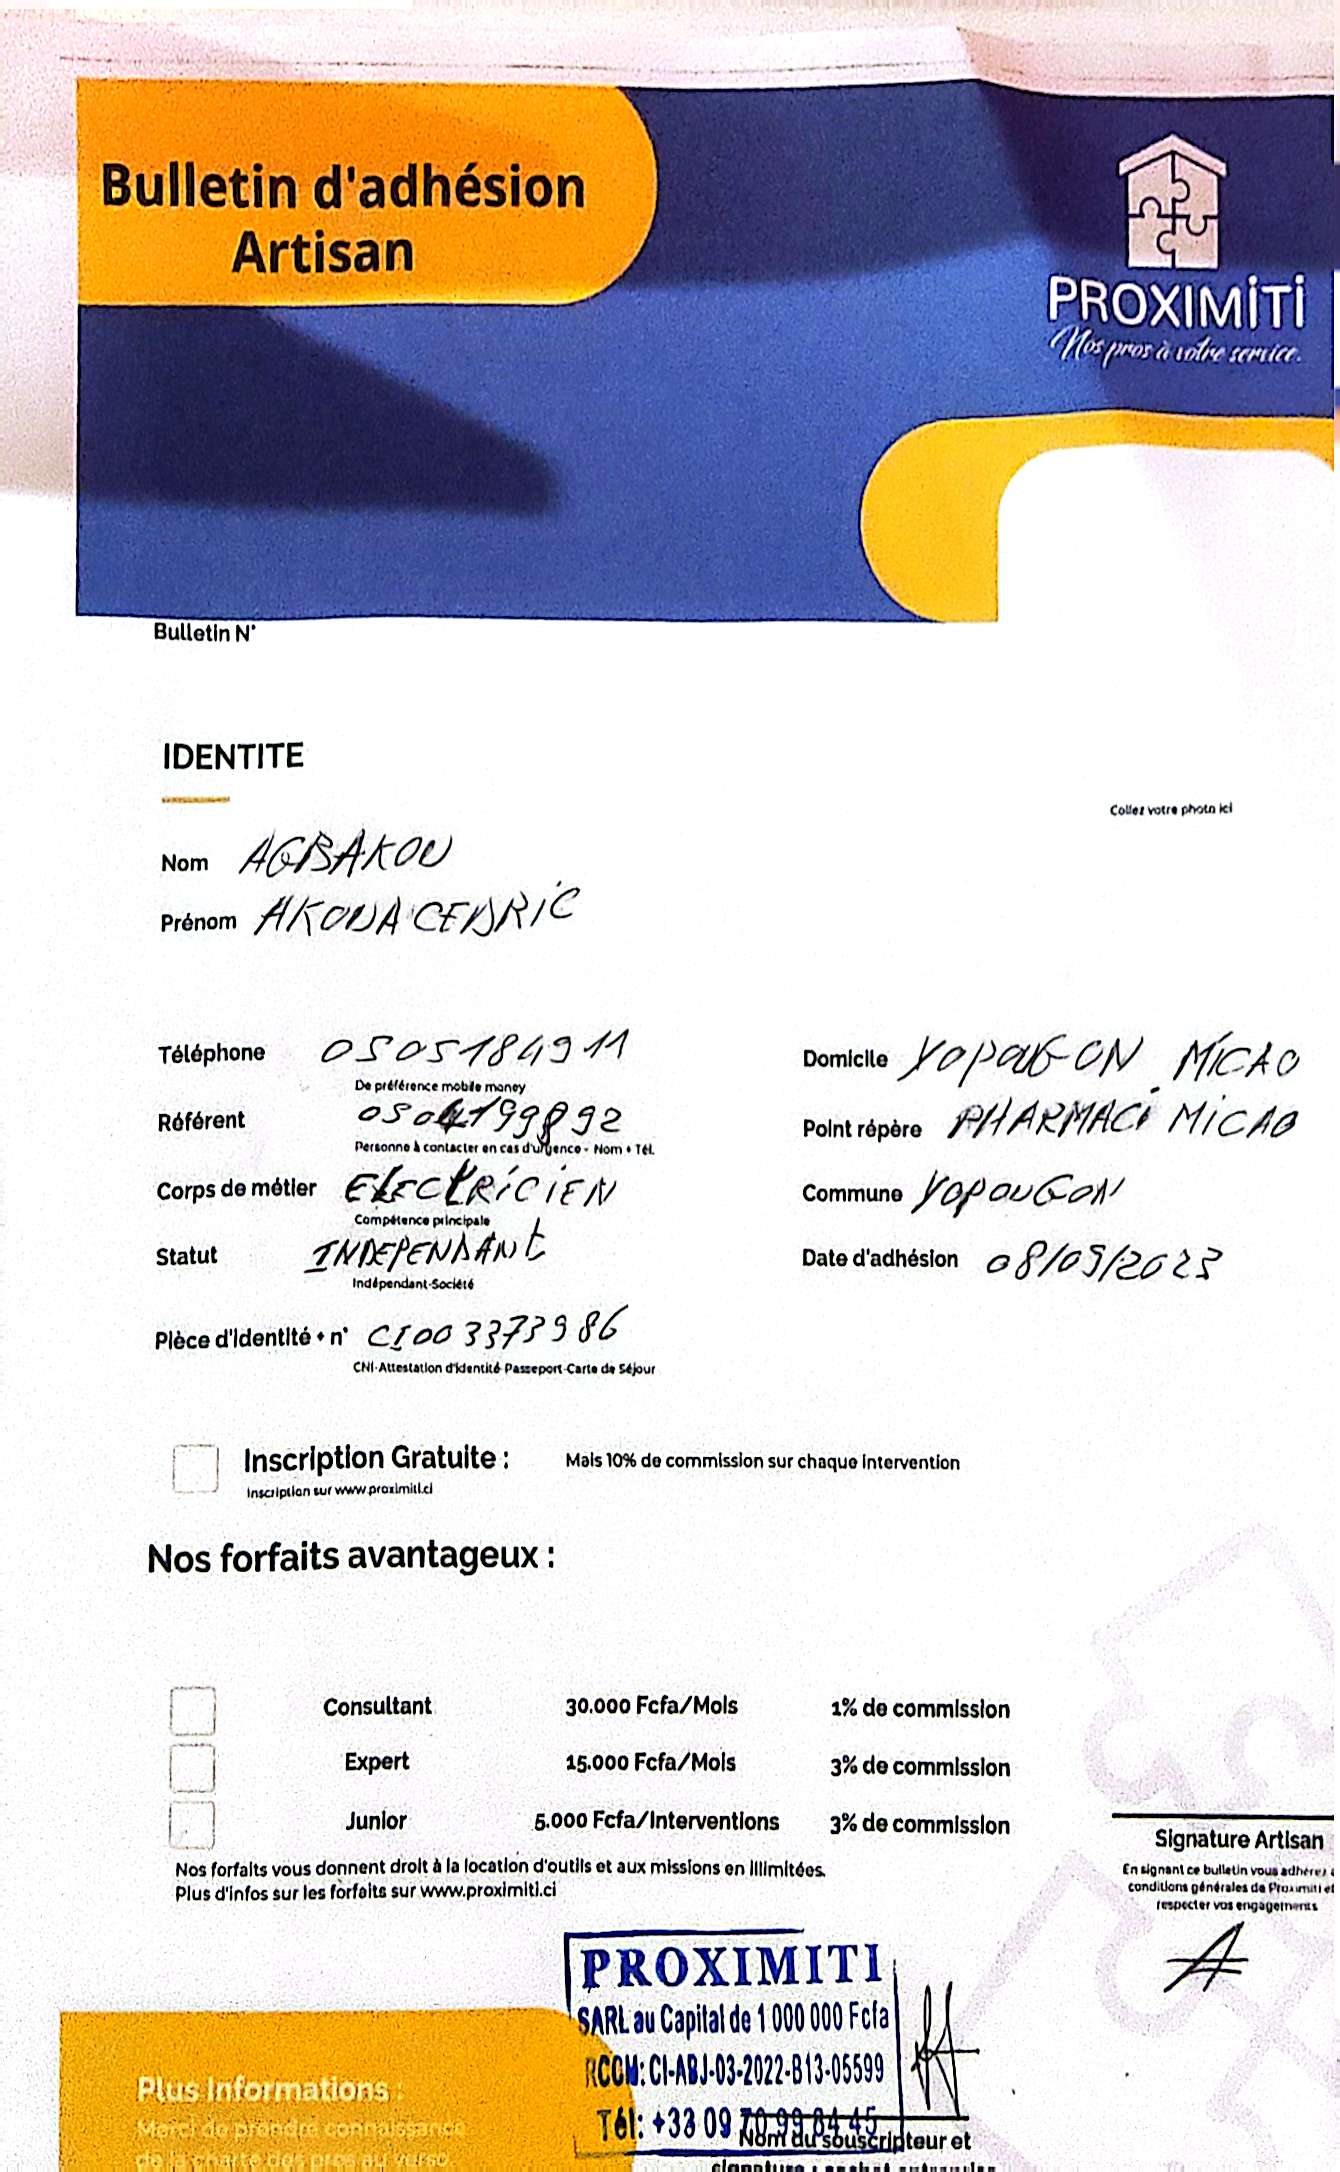 Bulletin d'adhésion
Artisan
PROXIMITI
Nos pros à votre service.
Bulletin N°
IDENTITE
Collez votre photo ici
Nom AGBAKOU
Prénom AKOUA CEDRIC
Téléphone 0505184911
De préférence mobile money
Domicile YOPOUGON MICAO
Référent 0504199892
Personne à contacter en cas d'urgence - Nom + Tél.
Point répère PHARMACI MICAO
Corps de métier ELECTRICIEN
Compétence principale
Commune YOPOUGON
Statut INDEPENDANT
Indépendant-Société
Date d'adhésion 08/09/2023
Pièce d'identité + n° CI003373986
CNI-Attestation d'identité-Passeport-Carte de Séjour
Inscription Gratuite : Mais 10% de commission sur chaque intervention
Inscription sur www.proximiti.ci
Nos forfaits avantageux :
Consultant 30.000 Fcfa/Mois 1% de commission
Expert 15.000 Fcfa/Mois 3% de commission
Junior 5.000 Fcfa/Interventions 3% de commission
Nos forfaits vous donnent droit à la location d'outils et aux missions en illimitées.
Plus d'infos sur les forfaits sur www.proximiti.ci
Signature Artisan
En signant ce bulletin vous adhérez
conditions générales de Proximiti et
respecter vos engagements
PROXIMITI
SARL au Capital de 1 000 000 Fcfa
RCCM: CI-ABJ-03-2022-B13-05599
Tél: +33 09 70 99 84 45
Nom du souscripteur et
signature + cachet
Plus Informations :
Merci de prendre connaissance
de la charte des pros au verso.